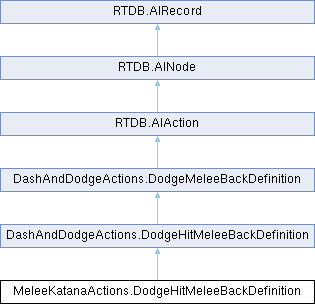 RTDB.AIRecord
RTDB.AINode
RTDB.AIAction
DashAndDodgeActions.DodgeMeleeBackDefinition
DashAndDodgeActions.DodgeHitMeleeBackDefinition
MeleeKatanaActions.DodgeHitMeleeBackDefinition